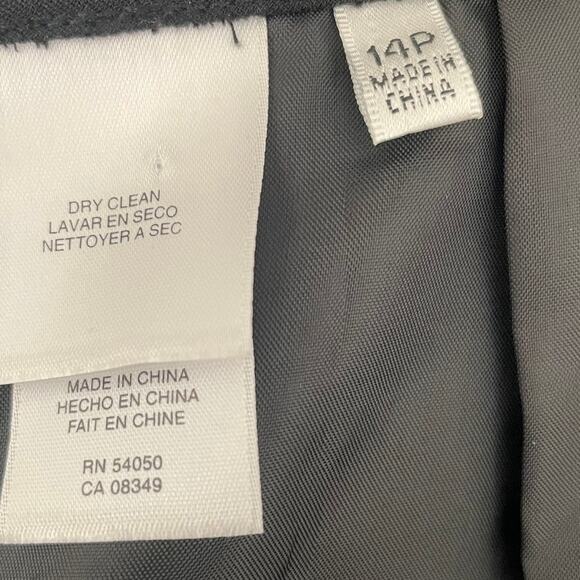 14P
MADE IN
CHINA
DRY CLEAN
LAVAR EN SECO
NETTOYER A SEC
MADE IN CHINA
HECHO EN CHINA
FAIT EN CHINE
RN 54050
CA 08349